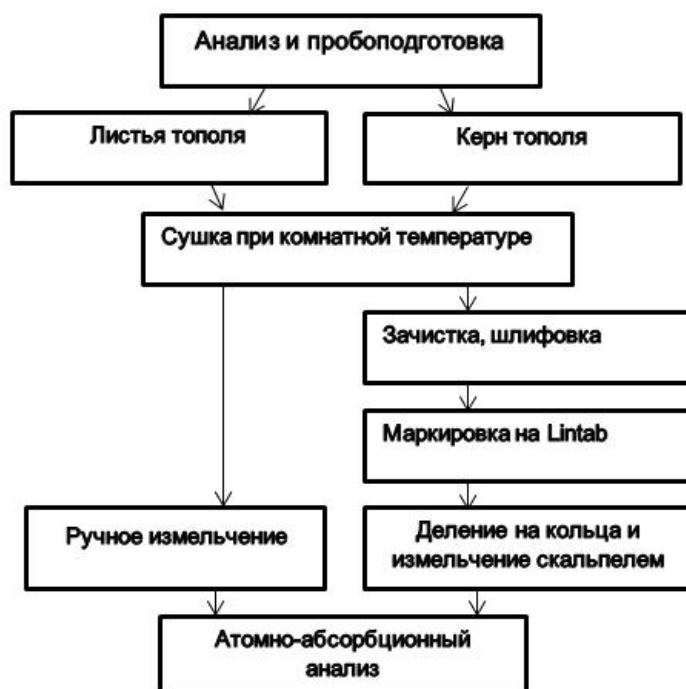 Анализ и пробоподготовка
Листья тополя
Керн тополя
Сушка при комнатной температуре
Зачистка, шлифовка
Маркировка на Lintab
Ручное измельчение
Деление на кольца и
измельчение скальпелем
Атомно-абсорбционный
анализ